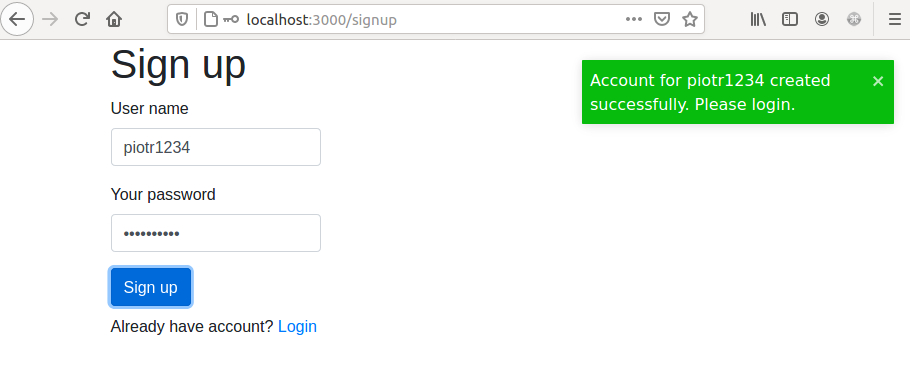 localhost:3000/signup
Sign up
Account for piotr1234 created
successfully. Please login.
×
User name
piotr1234
Your password
••••••••••
Sign up
Already have account? Login